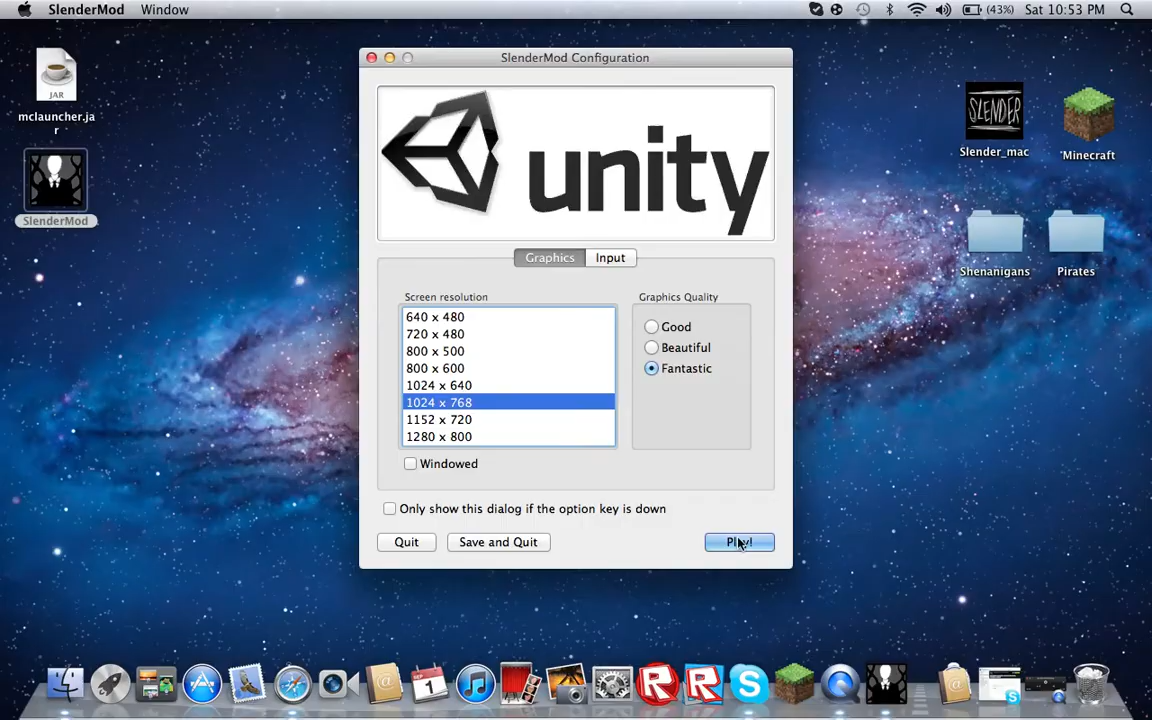 SlenderMod Window
(43%) Sat 10:53 PM
SlenderMod Configuration
JAR
mclauncher.ja
r
SlenderMod
unity
SLENDER
Slender_mac
*Minecraft
Shenanigans
Pirates
Graphics Input
Screen resolution
640 x 480
720 x 480
800 x 500
800 x 600
1024 x 640
1024 x 768
1152 x 720
1280 x 800
Graphics Quality
Good
Beautiful
Fantastic
Windowed
Only show this dialog if the option key is down
Quit Save and Quit Play!
1